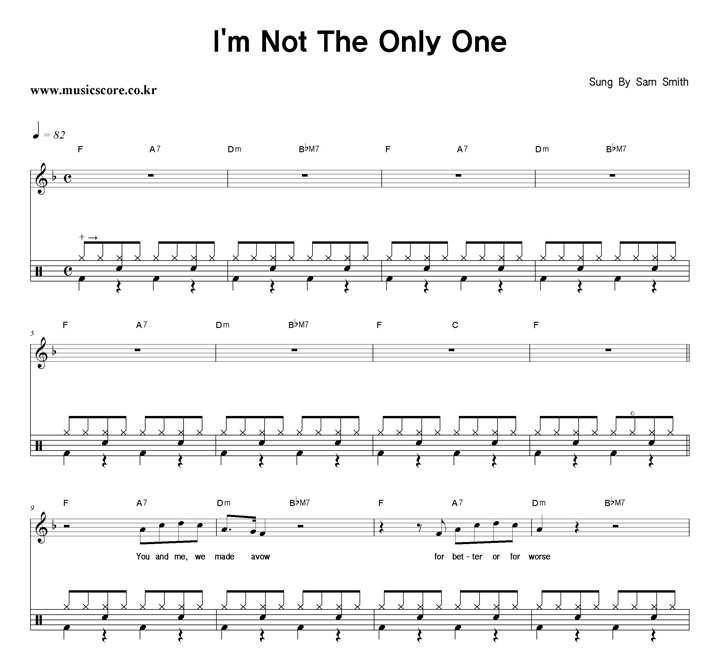 I'm Not The Only One
Sung By Sam Smith
www.musicscore.co.kr
♩ = 82
F A7 Dm B♭M7 F A7 Dm B♭M7
+ →
5
F A7 Dm B♭M7 F C F
o
9
F A7 Dm B♭M7 F A7 Dm B♭M7
You and me, we made avow for bet - ter or for worse